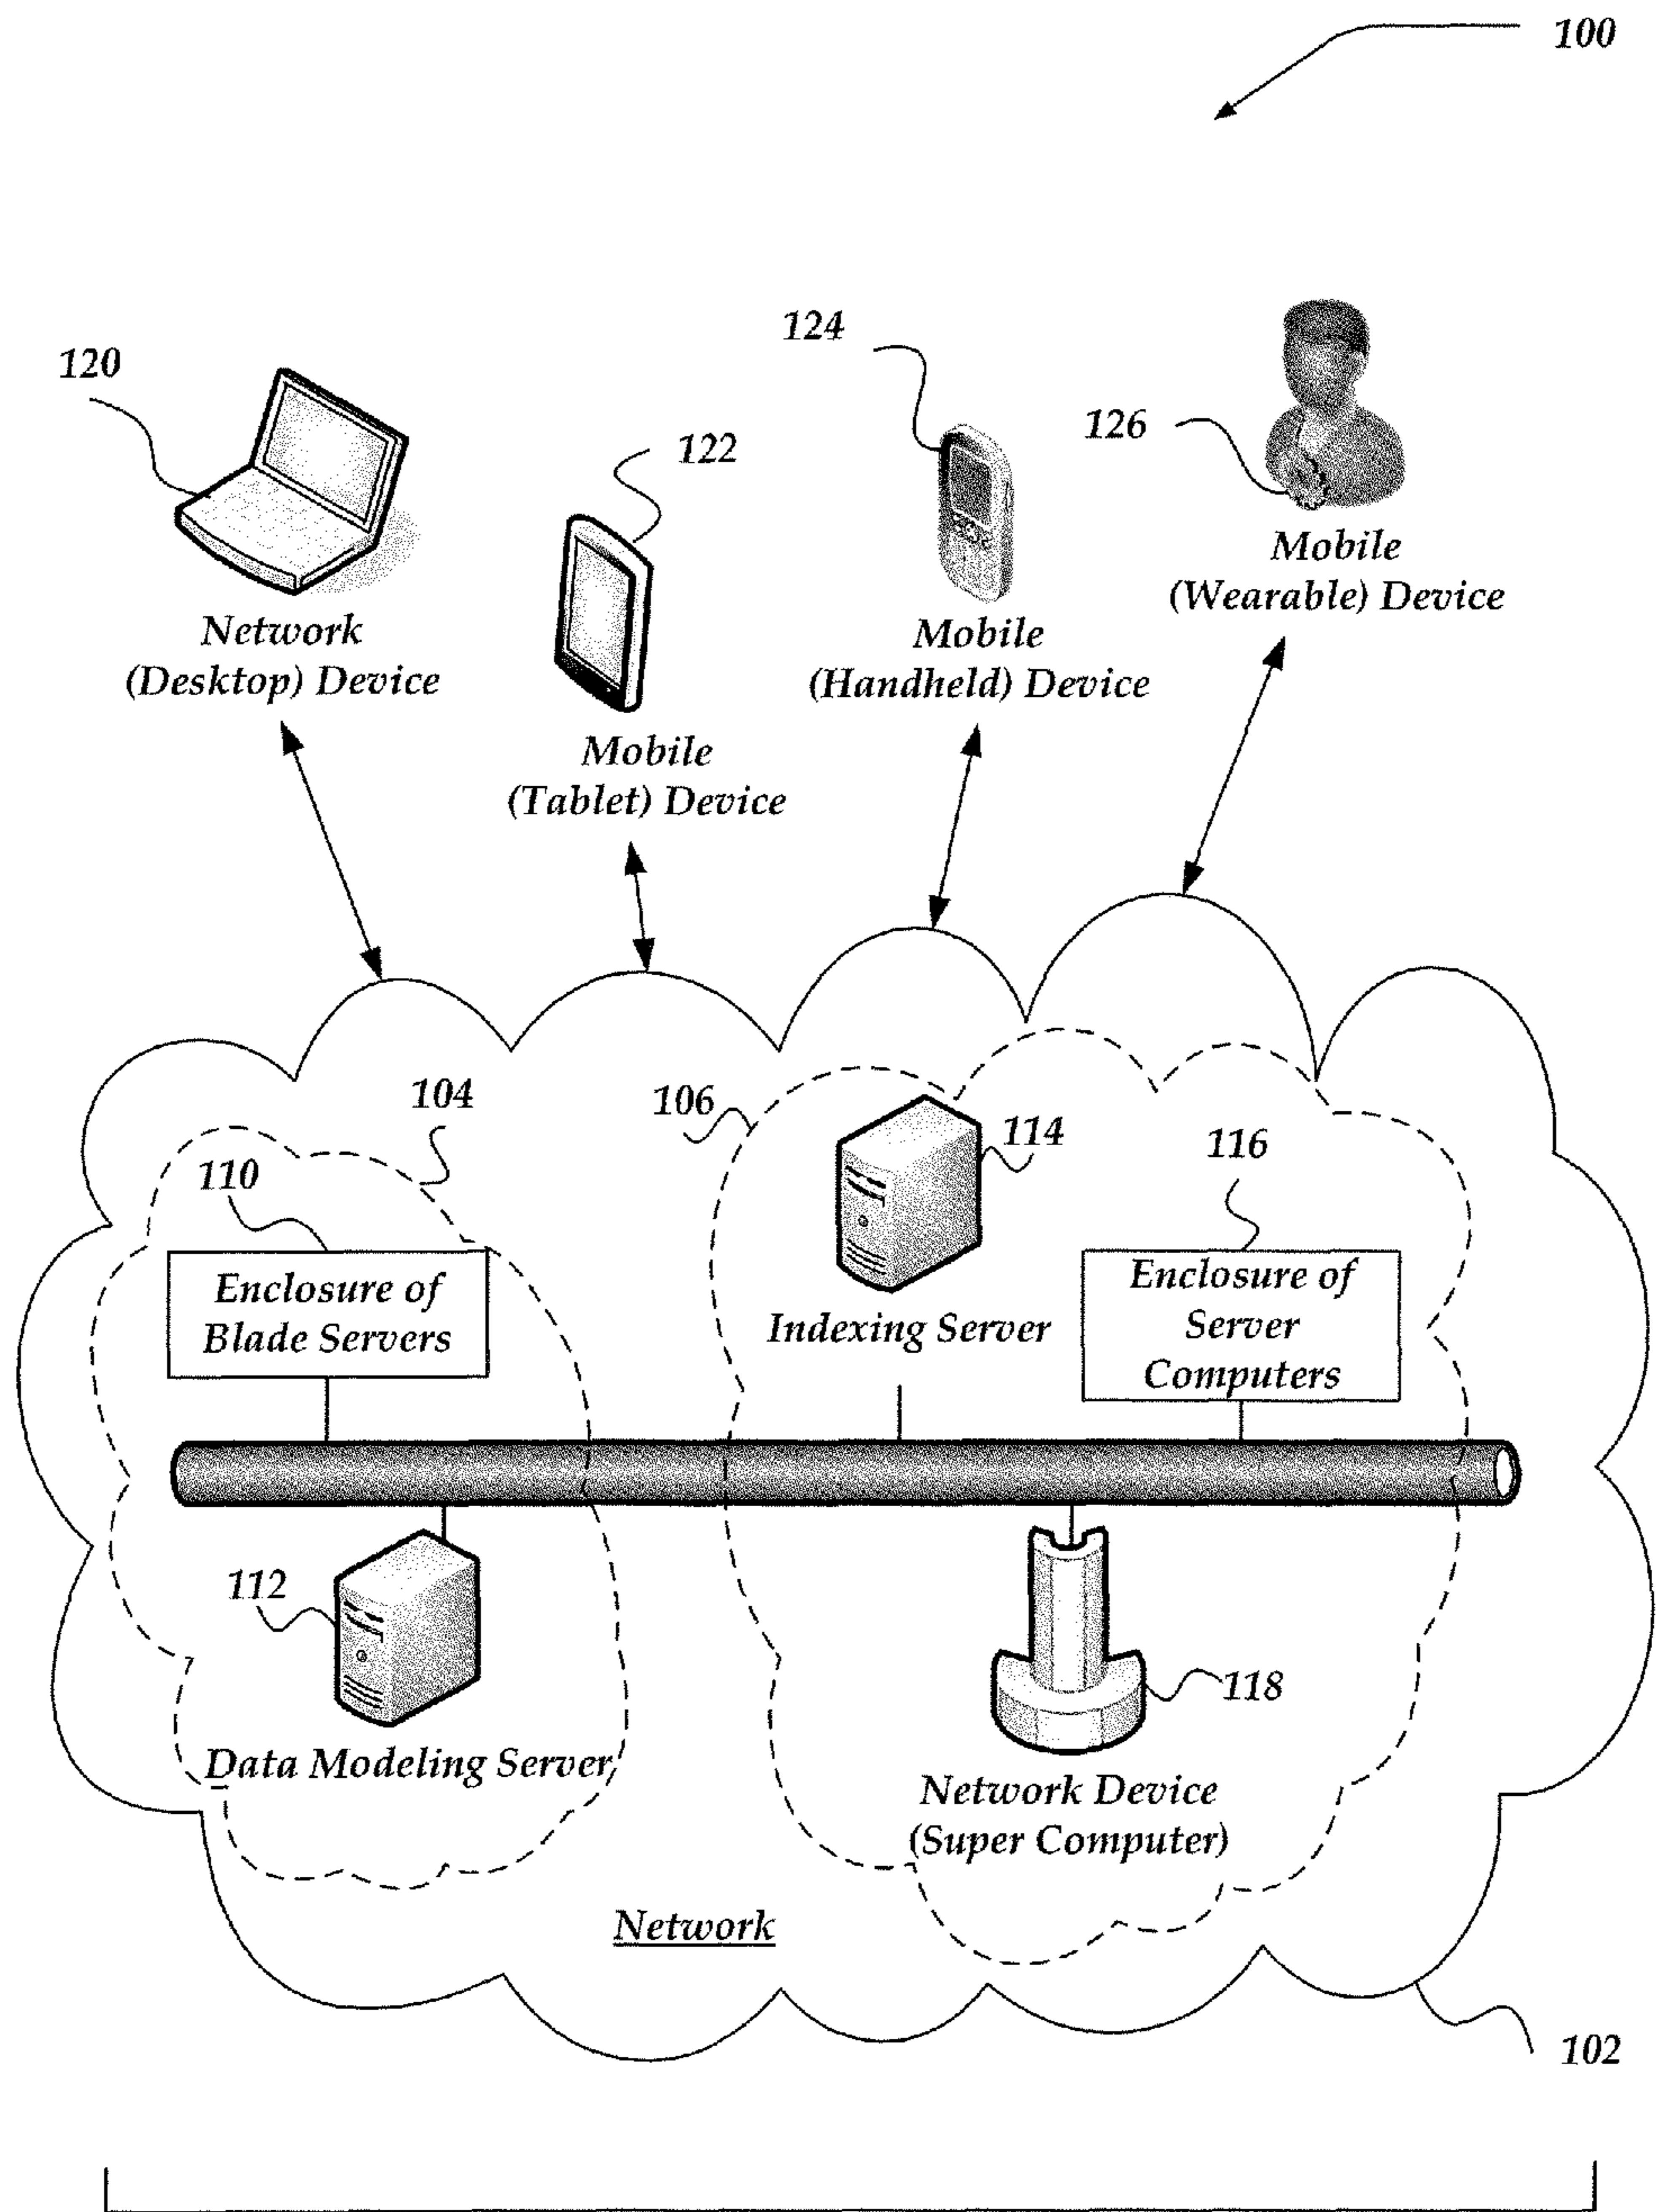 100
120
122
124
126
Network
(Desktop) Device
Mobile
(Tablet) Device
Mobile
(Handheld) Device
Mobile
(Wearable) Device
104
106
110
114
116
Enclosure of
Blade Servers
Indexing Server
Enclosure of
Server
Computers
112
118
Data Modeling Server
Network Device
(Super Computer)
Network
102